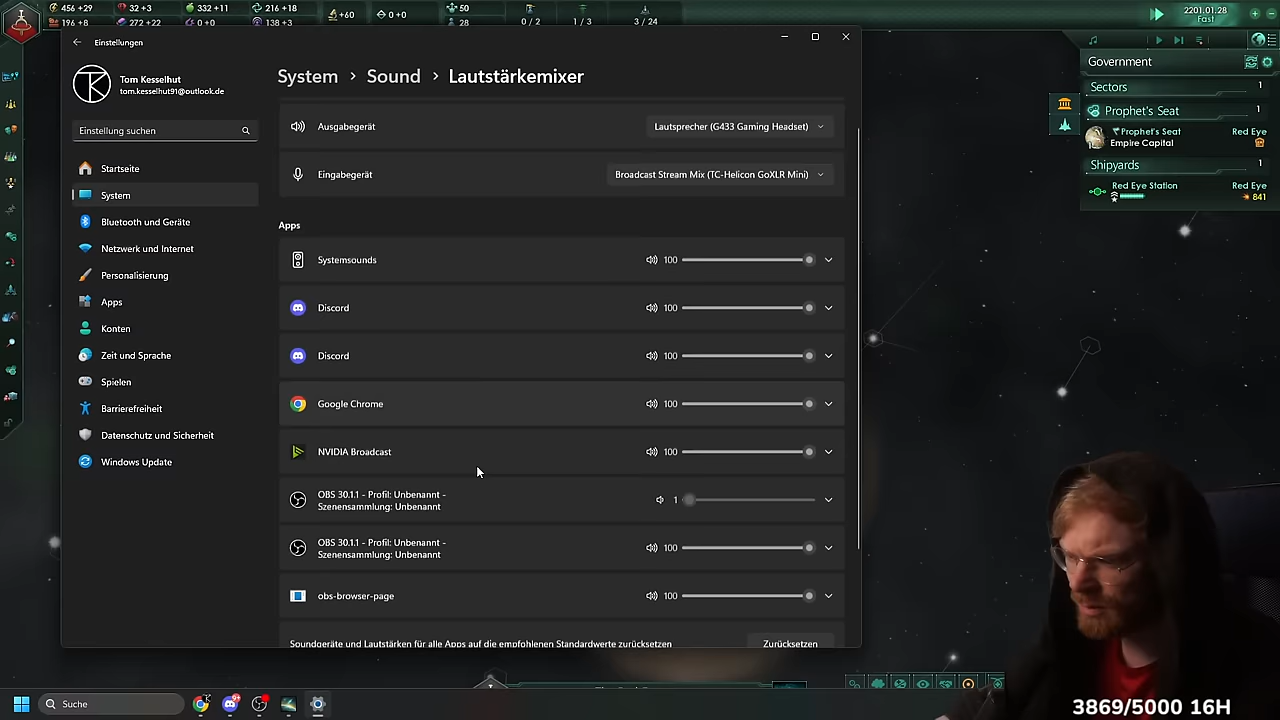 456 +29
32 +3
332 +11
216 +18
+60
0 +0
50
196 +8
272 +22
0 +0
138 +3
28
0 / 2
1 / 3
3 / 24
2201.01.28
Fast
Einstellungen
Tom Kesselhut
tom.kesselhut91@outlook.de
Einstellung suchen
Startseite
System
Bluetooth und Geräte
Netzwerk und Internet
Personalisierung
Apps
Konten
Zeit und Sprache
Spielen
Barrierefreiheit
Datenschutz und Sicherheit
Windows Update
System > Sound > Lautstärkemixer
Ausgabegerät
Lautsprecher (G433 Gaming Headset)
Eingabegerät
Broadcast Stream Mix (TC-Helicon GoXLR Mini)
Apps
Systemsounds 100
Discord 100
Discord 100
Google Chrome 100
NVIDIA Broadcast 100
OBS 30.1.1 - Profil: Unbenannt -
Szenensammlung: Unbenannt
1
OBS 30.1.1 - Profil: Unbenannt -
Szenensammlung: Unbenannt
100
obs-browser-page 100
Soundgeräte und Lautstärken für alle Apps auf die empfohlenen Standardwerte zurücksetzen
Zurücksetzen
Government
Sectors 1
Prophet's Seat 1
Prophet's Seat Red Eye
Empire Capital
Shipyards 1
Red Eye Station Red Eye
841
Suche
3869/5000 16H